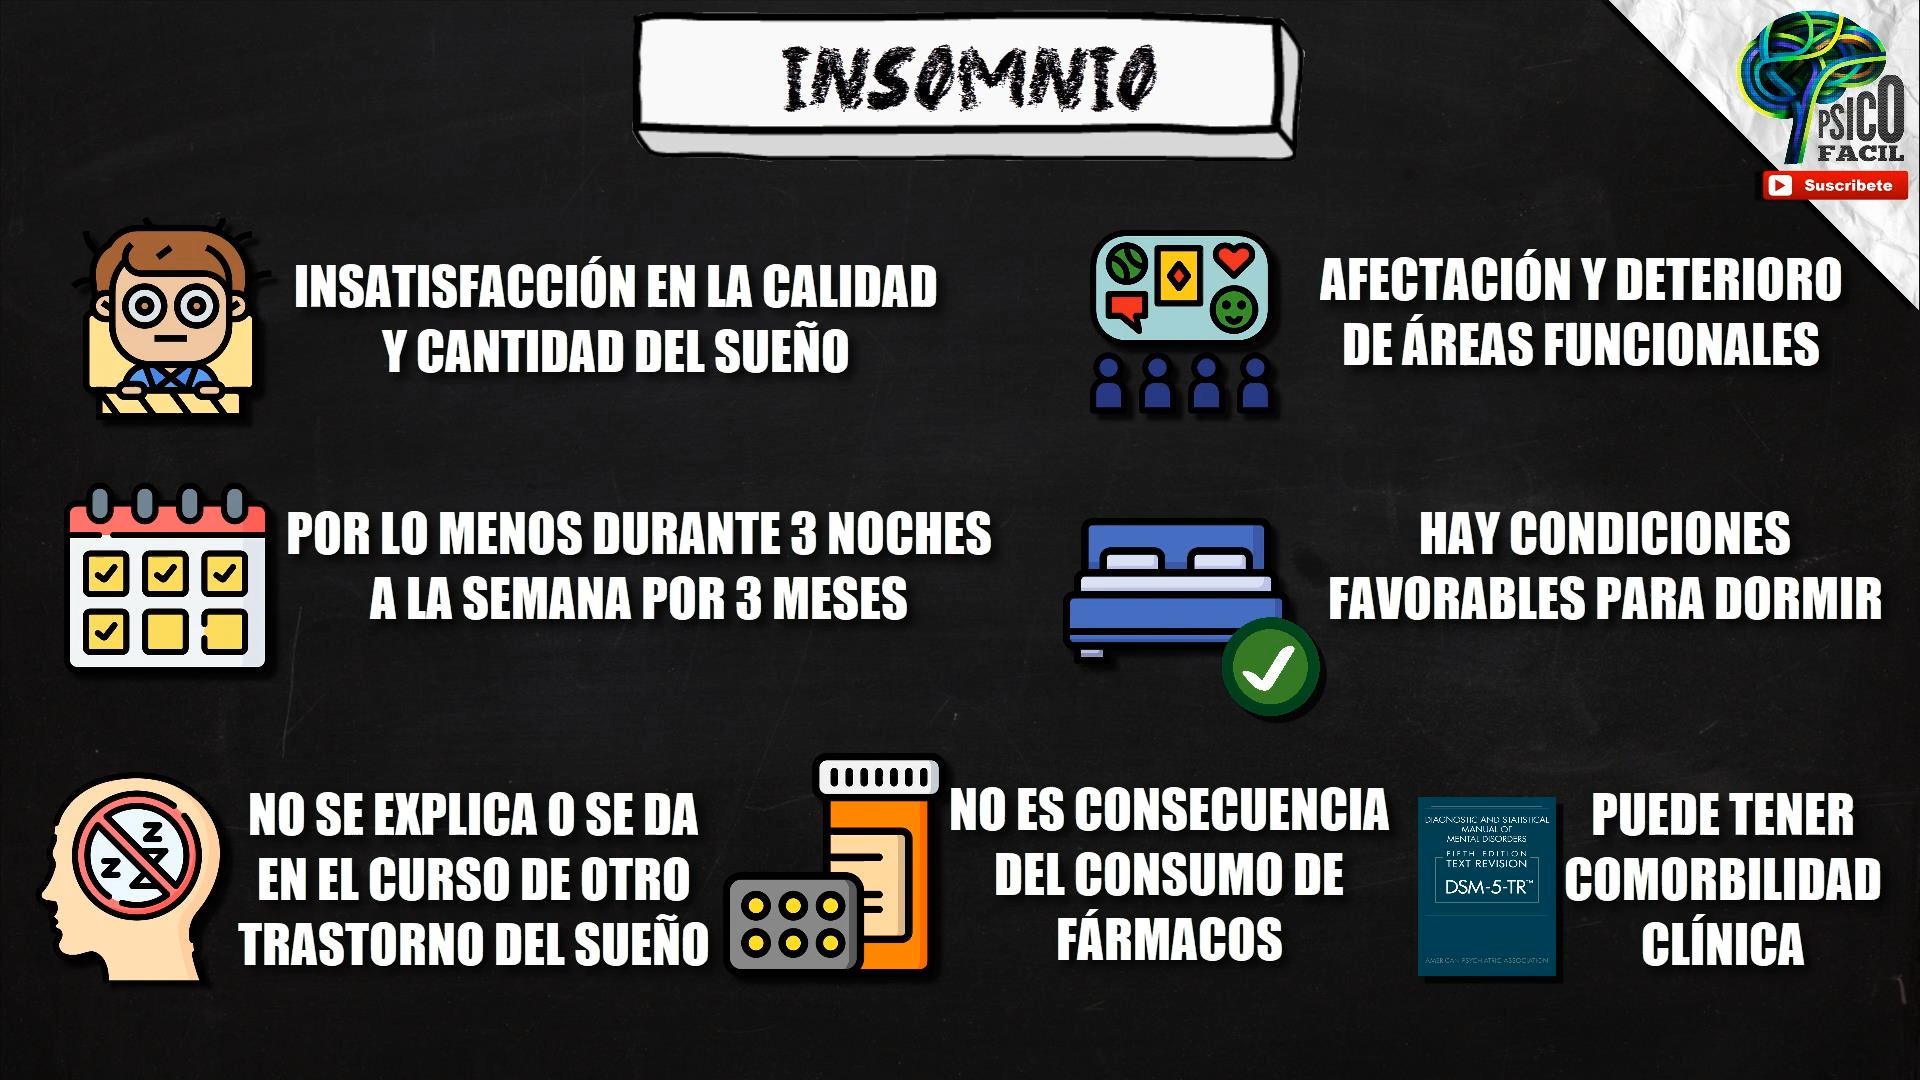 INSOMNIO
PSICO
FACIL
Suscribete
INSATISFACCIÓN EN LA CALIDAD
Y CANTIDAD DEL SUEÑO
AFECTACIÓN Y DETERIORO
DE ÁREAS FUNCIONALES
POR LO MENOS DURANTE 3 NOCHES
A LA SEMANA POR 3 MESES
HAY CONDICIONES
FAVORABLES PARA DORMIR
NO SE EXPLICA O SE DA
EN EL CURSO DE OTRO
TRASTORNO DEL SUEÑO
Z
Z
Z
NO ES CONSECUENCIA
DEL CONSUMO DE
FÁRMACOS
DIAGNOSTIC AND STATISTICAL
MANUAL OF
MENTAL DISORDERS
FIFTH EDITION
TEXT REVISION
DSM-5-TR™
AMERICAN PSYCHIATRIC ASSOCIATION
PUEDE TENER
COMORBILIDAD
CLÍNICA